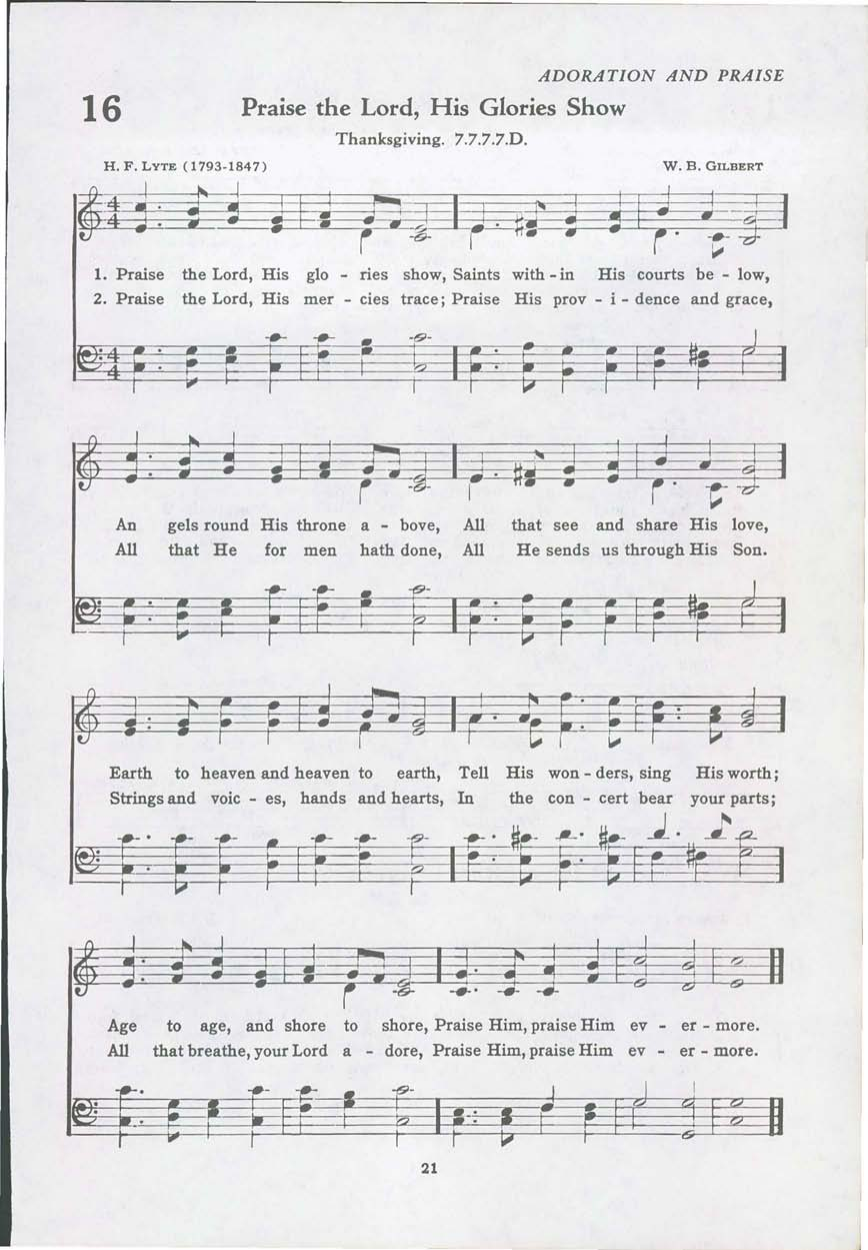 ADORATION AND PRAISE
16 Praise the Lord, His Glories Show
Thanksgiving. 7.7.7.7.D.
H. F. LYTE (1793-1847) W. B. GILBERT
4
4
1. Praise the Lord, His glo - ries show, Saints with - in His courts be - low,
2. Praise the Lord, His mer - cies trace; Praise His prov - i - dence and grace,
4
4
An gels round His throne a - bove, All that see and share His love,
All that He for men hath done, All He sends us through His Son.
Earth to heaven and heaven to earth, Tell His won - ders, sing His worth;
Strings and voic - es, hands and hearts, In the con - cert bear your parts;
Age to age, and shore to shore, Praise Him, praise Him ev - er - more.
All that breathe, your Lord a - dore, Praise Him, praise Him ev - er - more.
21